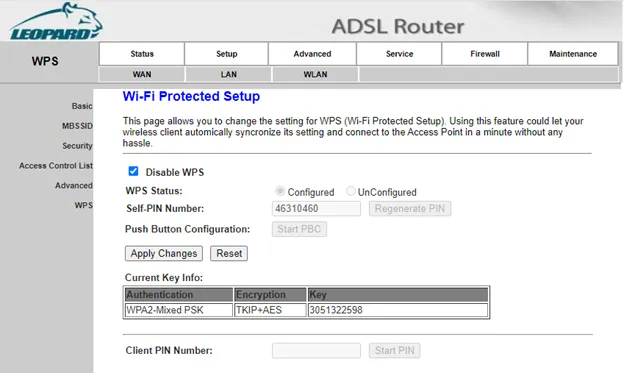 LEOPARD
ADSL Router
WPS
Status Setup Advanced Service Firewall Maintenance
WAN LAN WLAN
Basic
MBSSID
Security
Access Control List
Advanced
WPS
Wi-Fi Protected Setup
This page allows you to change the setting for WPS (Wi-Fi Protected Setup). Using this feature could let your
wireless client automically syncronize its setting and connect to the Access Point in a minute without any
hassle.
Disable WPS
WPS Status: Configured UnConfigured
Self-PIN Number: 46310460 Regenerate PIN
Push Button Configuration: Start PBC
Apply Changes Reset
Current Key Info:
Authentication Encryption Key
WPA2-Mixed PSK TKIP+AES 3051322598
Client PIN Number: Start PIN